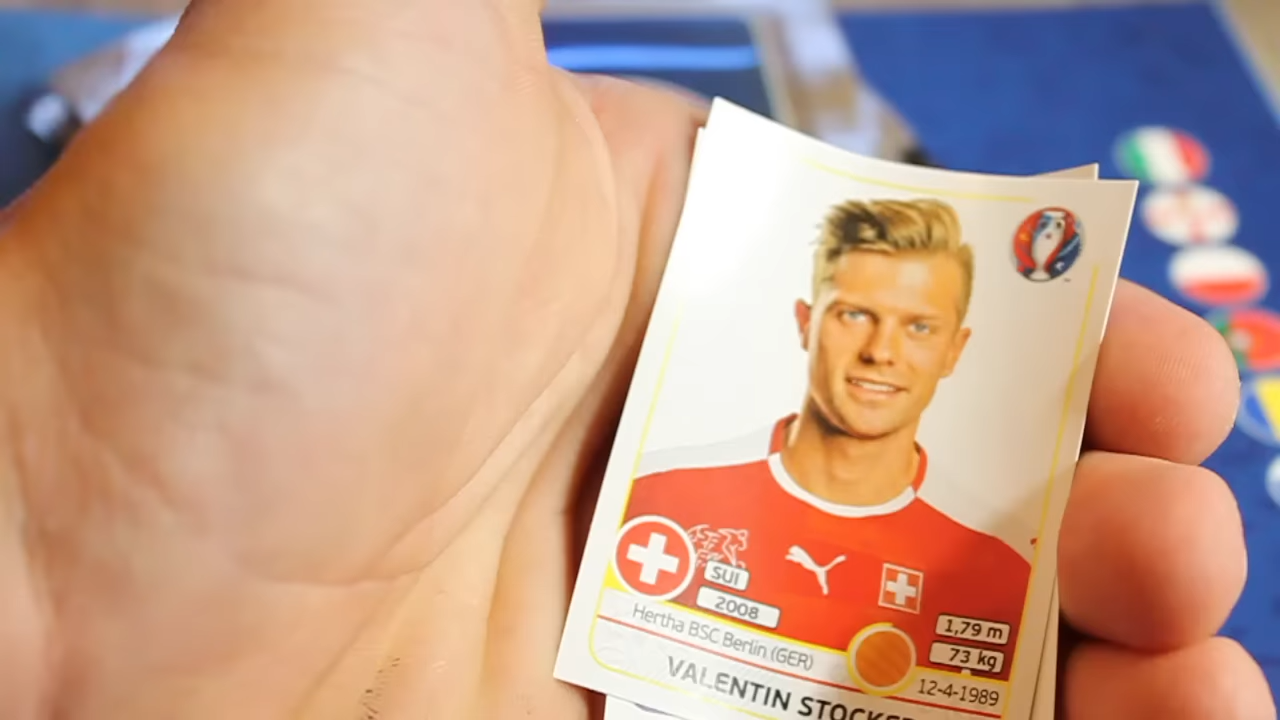 SUI
2008
1,79 m
73 kg
Hertha BSC Berlin (GER)
12-4-1989
VALENTIN